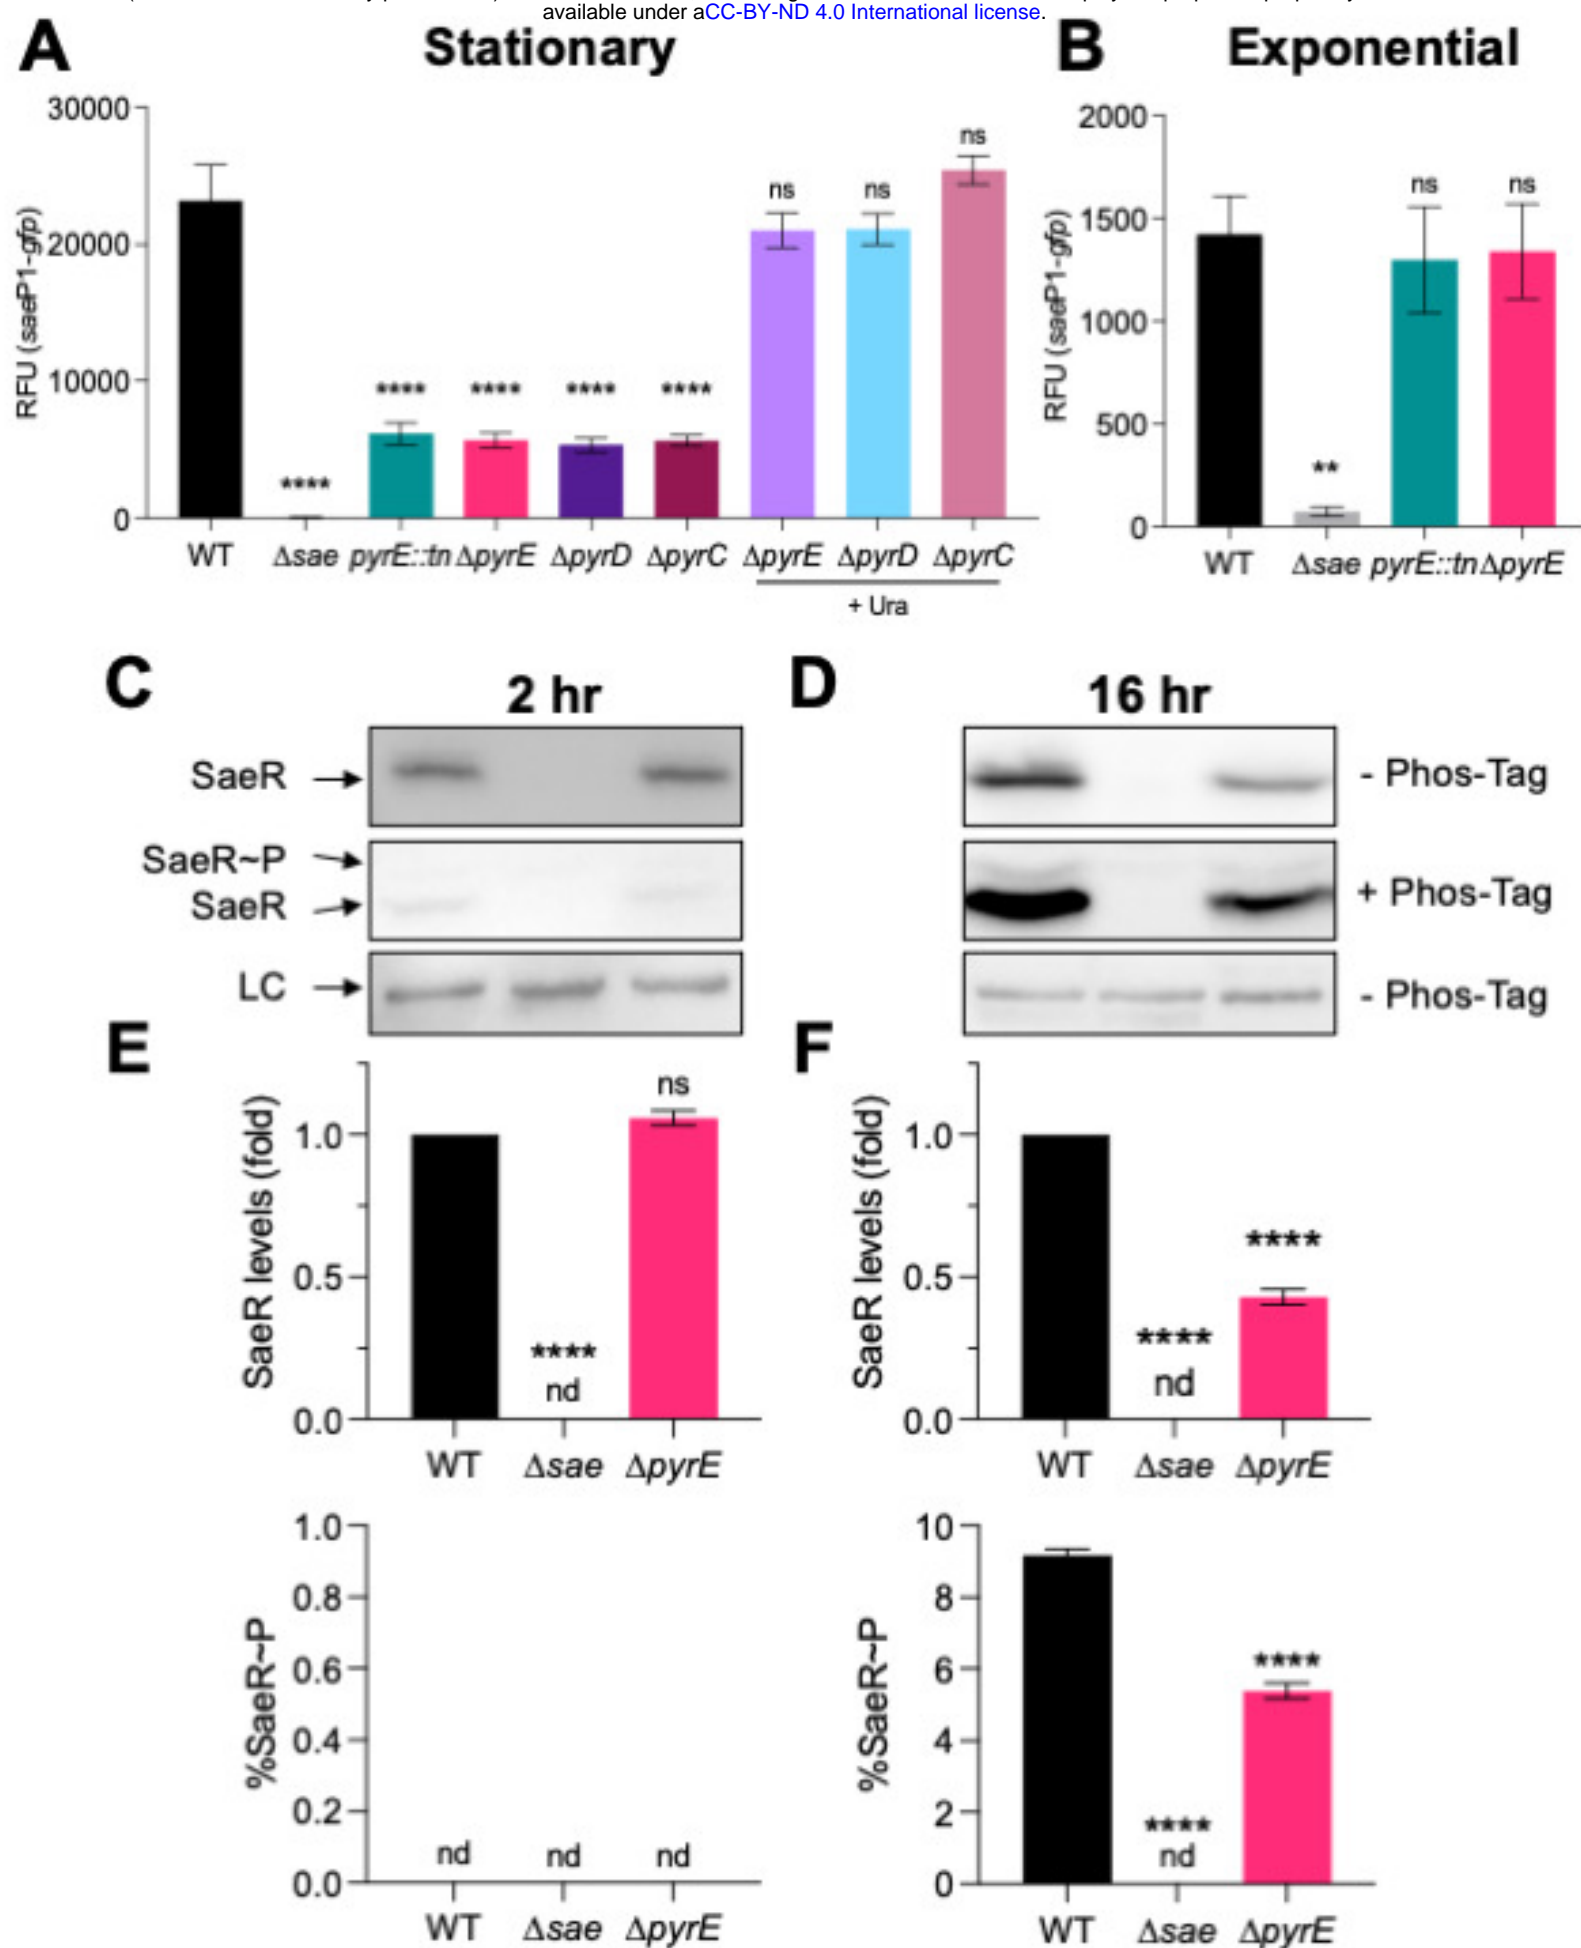 available under aCC-BY-ND 4.0 International license.
A Stationary
RFU (saeP1-gfp)
30000
20000
10000
0
**** **** **** **** ****
ns ns ns
WT Δsae pyrE::tn ΔpyrE ΔpyrD ΔpyrC ΔpyrE ΔpyrD ΔpyrC
+ Ura
B Exponential
RFU (saeP1-gfp)
2000
1500
1000
500
0
** ns ns
WT Δsae pyrE::tn ΔpyrE
C 2 hr
SaeR
SaeR~P
SaeR
LC
D 16 hr
- Phos-Tag
+ Phos-Tag
- Phos-Tag
E
SaeR levels (fold)
1.0
0.5
0.0
ns
****
nd
WT Δsae ΔpyrE
%SaeR~P
1.0
0.8
0.6
0.4
0.2
0.0
nd nd nd
WT Δsae ΔpyrE
F
SaeR levels (fold)
1.0
0.5
0.0
****
****
nd
WT Δsae ΔpyrE
%SaeR~P
10
8
6
4
2
0
****
****
nd
WT Δsae ΔpyrE